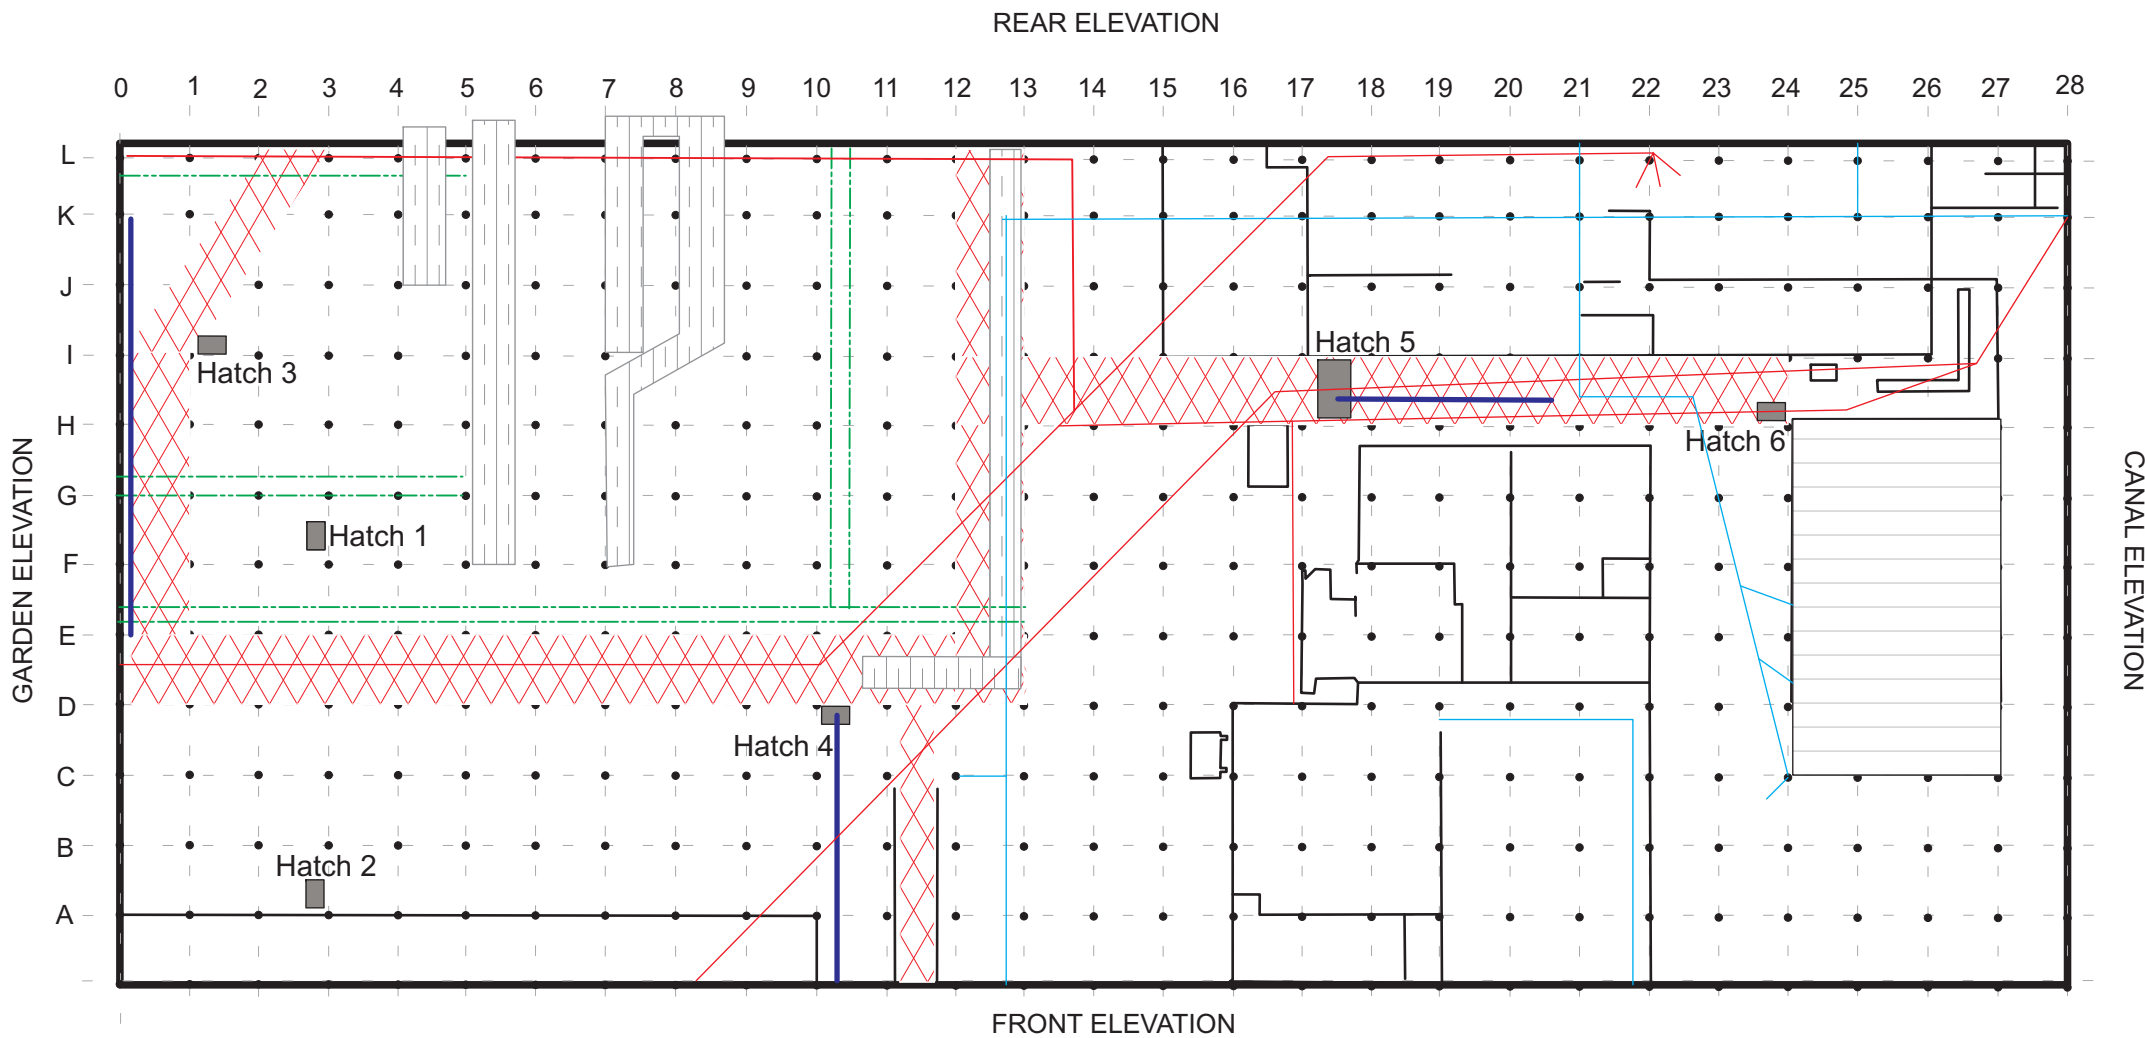 REAR ELEVATION
0 1 2 3 4 5 6 7 8 9 10 11 12 13 14 15 16 17 18 19 20 21 22 23 24 25 26 27 28
L
K
J
Hatch 5
I
Hatch 3
H
Hatch 6
G
Hatch 1
F
E
D
Hatch 4
C
B
Hatch 2
A
GARDEN ELEVATION
CANAL ELEVATION
FRONT ELEVATION